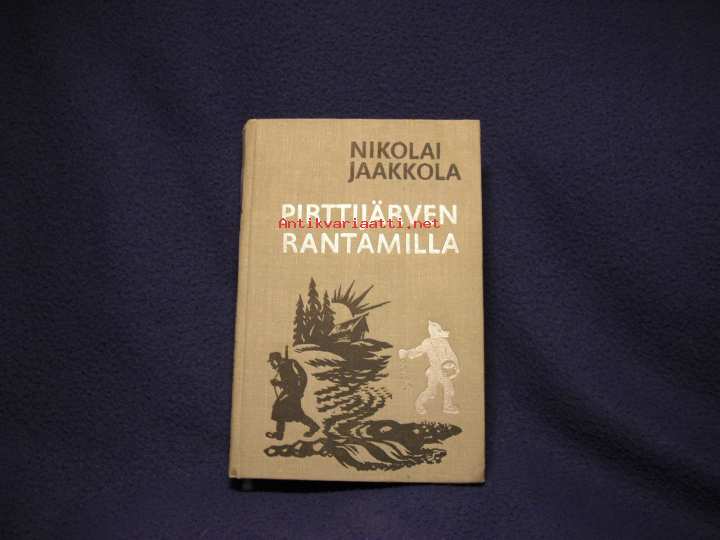 NIKOLAI
JAAKKOLA
PIRTTIJÄRVEN
Antikvariaatti.net
RANTAMILLA